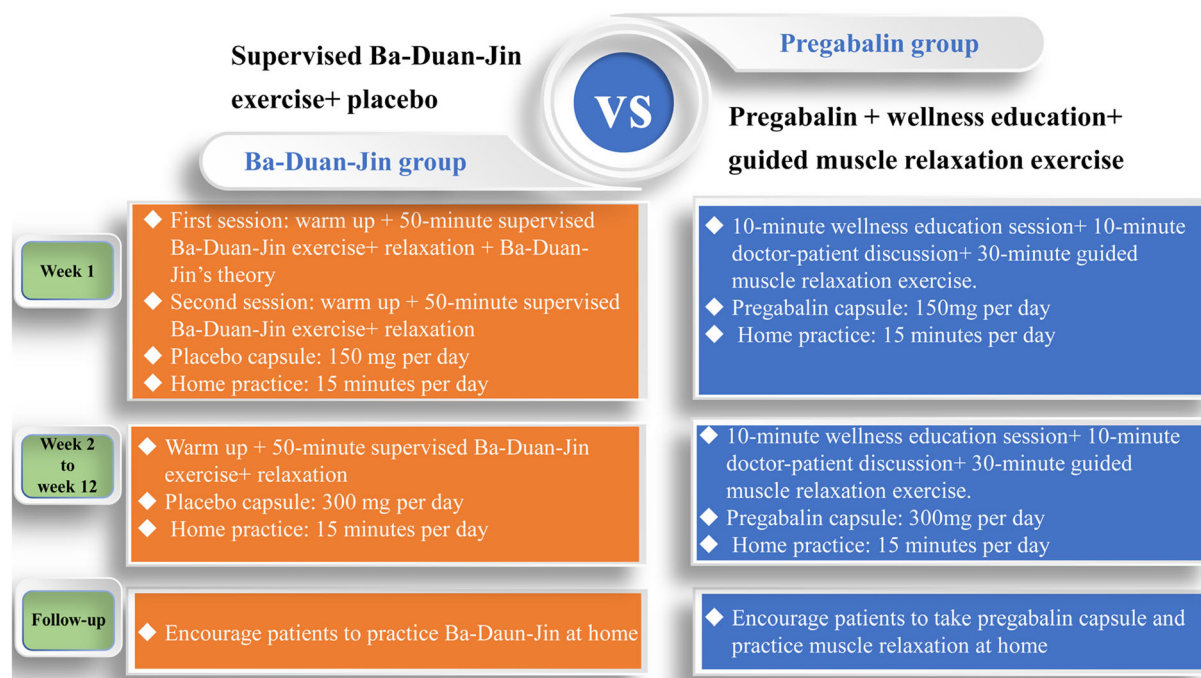 Supervised Ba-Duan-Jin
exercise+ placebo
Ba-Duan-Jin group
vs
Pregabalin group
Pregabalin + wellness education+
guided muscle relaxation exercise
Week 1
◆ First session: warm up + 50-minute supervised
Ba-Duan-Jin exercise+ relaxation + Ba-Duan-
Jin’s theory
◆ Second session: warm up + 50-minute supervised
Ba-Duan-Jin exercise+ relaxation
◆ Placebo capsule: 150 mg per day
◆ Home practice: 15 minutes per day
◆ 10-minute wellness education session+ 10-minute
doctor-patient discussion+ 30-minute guided
muscle relaxation exercise.
◆ Pregabalin capsule: 150mg per day
◆ Home practice: 15 minutes per day
Week 2
to
week 12
◆ Warm up + 50-minute supervised Ba-Duan-Jin
exercise+ relaxation
◆ Placebo capsule: 300 mg per day
◆ Home practice: 15 minutes per day
◆ 10-minute wellness education session+ 10-minute
doctor-patient discussion+ 30-minute guided
muscle relaxation exercise.
◆ Pregabalin capsule: 300mg per day
◆ Home practice: 15 minutes per day
Follow-up
◆ Encourage patients to practice Ba-Daun-Jin at home
◆ Encourage patients to take pregabalin capsule and
practice muscle relaxation at home